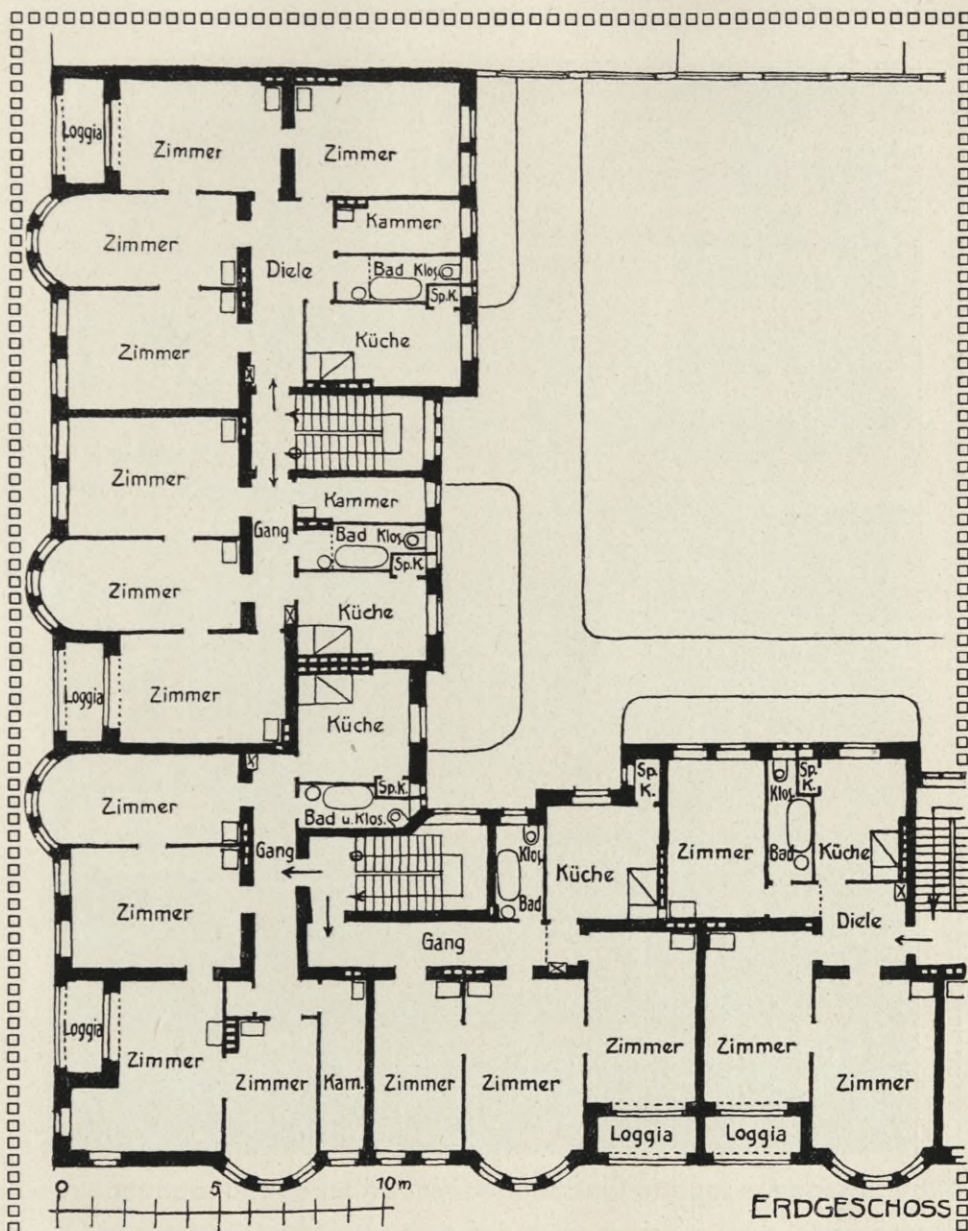 Loggia
Zimmer
Zimmer
Kammer
Zimmer
Diele
Bad Klos.
Sp.K.
Zimmer
Küche
Zimmer
Kammer
Gang
Bad Klos.
Sp.K.
Zimmer
Küche
Loggia
Zimmer
Küche
Sp.K.
Zimmer
Bad u. Klos.
Gang
Sp. K.
Klos.
Sp. K.
Klos.
Bad
Küche
Zimmer
Bad
Küche
Zimmer
Gang
Diele
Loggia
Zimmer
Zimmer
Kam.
Zimmer
Zimmer
Zimmer
Zimmer
Zimmer
Loggia
Loggia
0 5 10 m
ERDGESCHOSS